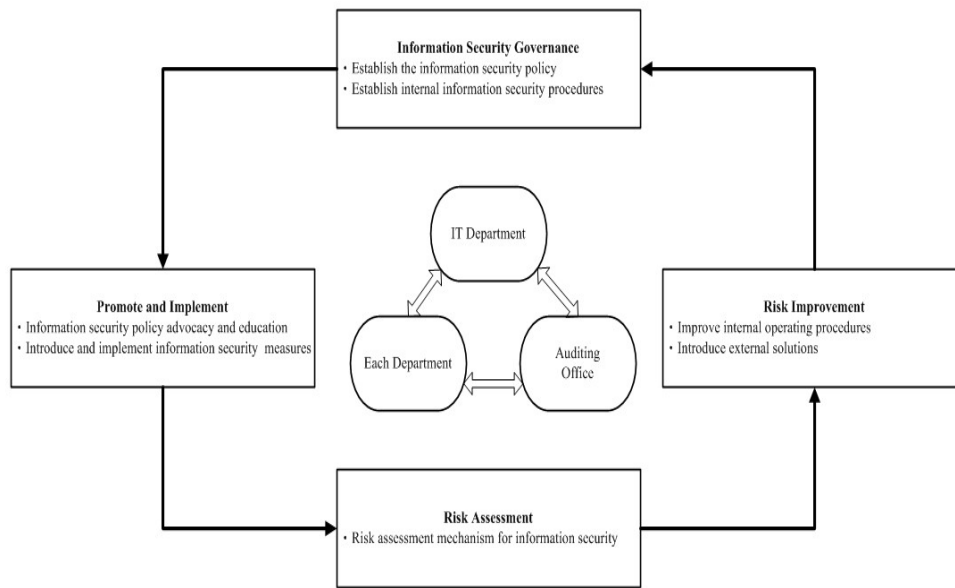 Information Security Governance
• Establish the information security policy
• Establish internal information security procedures
IT Department
Promote and Implement
• Information security policy advocacy and education
• Introduce and implement information security measures
Each Department
Auditing
Office
Risk Improvement
• Improve internal operating procedures
• Introduce external solutions
Risk Assessment
• Risk assessment mechanism for information security